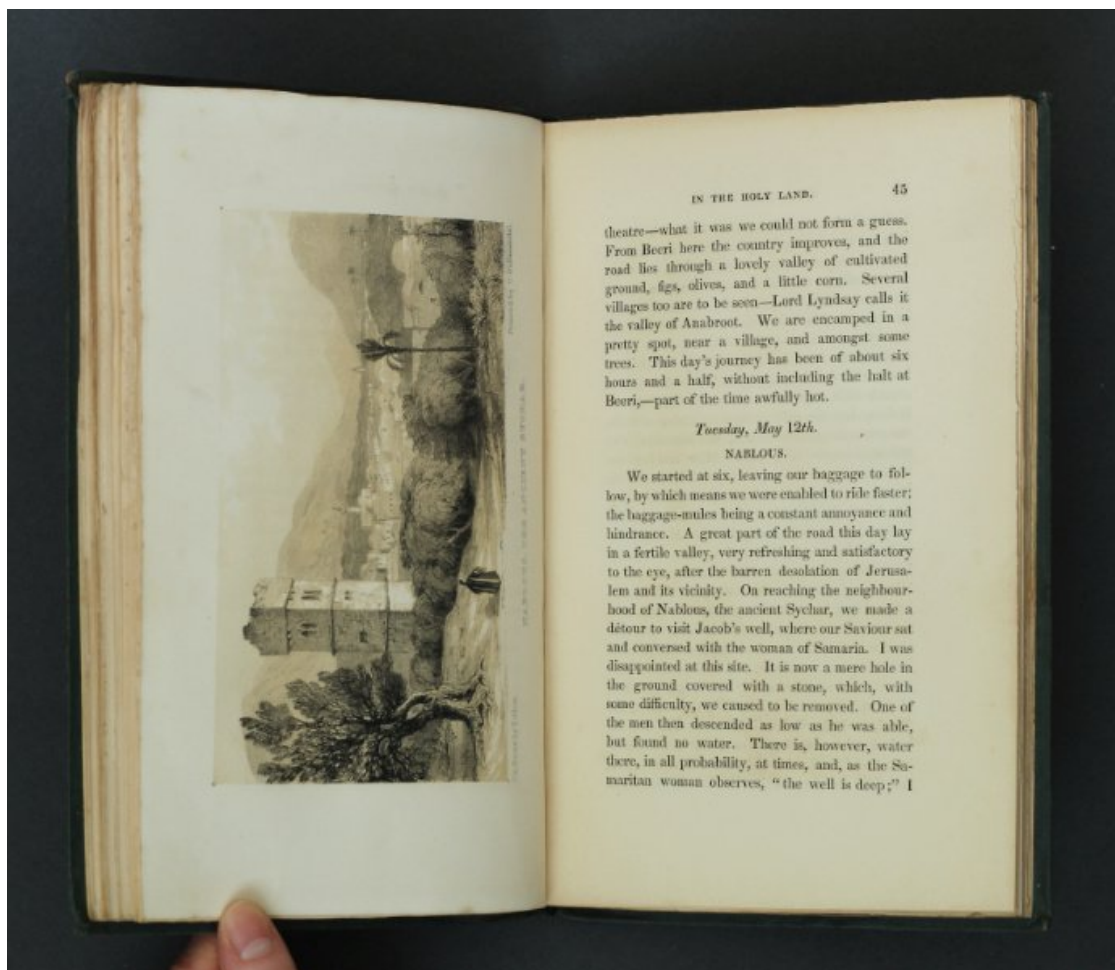 NABLOUS, THE ANCIENT SYCHAR.
IN THE HOLY LAND. 45
theatre—what it was we could not form a guess.
From Beeri here the country improves, and the
road lies through a lovely valley of cultivated
ground, figs, olives, and a little corn. Several
villages too are to be seen—Lord Lyndsay calls it
the valley of Anabroot. We are encamped in a
pretty spot, near a village, and amongst some
trees. This day's journey has been of about six
hours and a half, without including the halt at
Beeri,—part of the time awfully hot.
Tuesday, May 12th.
NABLOUS.
We started at six, leaving our baggage to fol-
low, by which means we were enabled to ride faster;
the baggage-mules being a constant annoyance and
hindrance. A great part of the road this day lay
in a fertile valley, very refreshing and satisfactory
to the eye, after the barren desolation of Jerusa-
lem and its vicinity. On reaching the neighbour-
hood of Nablous, the ancient Sychar, we made a
détour to visit Jacob's well, where our Saviour sat
and conversed with the woman of Samaria. I was
disappointed at this site. It is now a mere hole in
the ground covered with a stone, which, with
some difficulty, we caused to be removed. One of
the men then descended as low as he was able,
but found no water. There is, however, water
there, in all probability, at times, and, as the Sa-
maritan woman observes, "the well is deep;" I